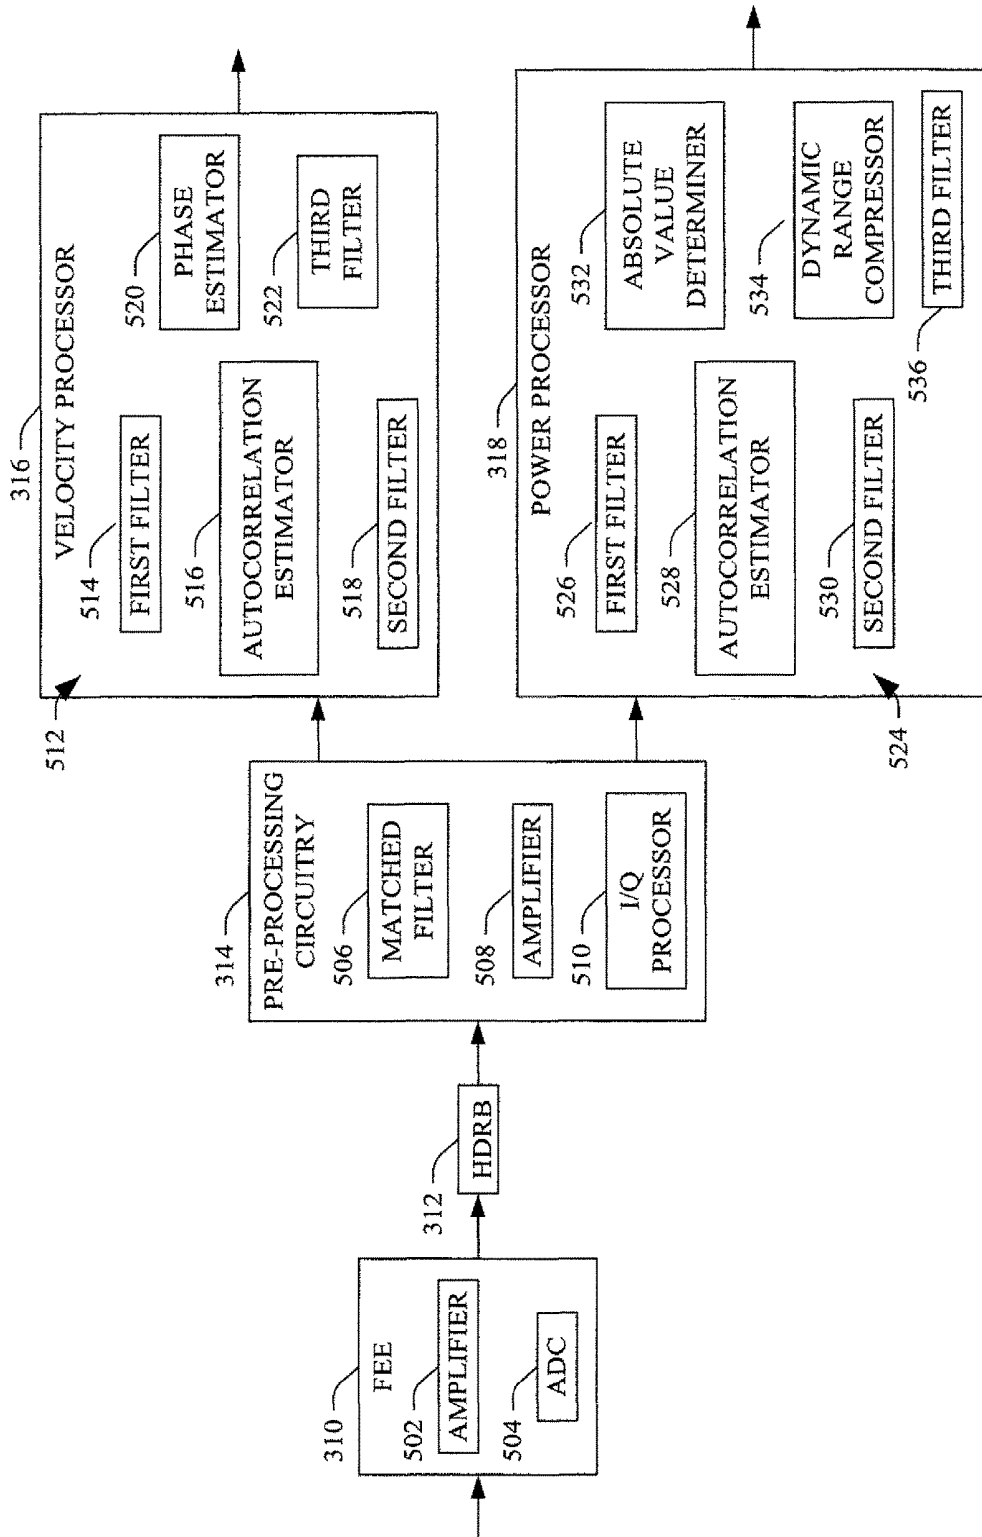 310
FEE
502
AMPLIFIER
504
ADC
312
HDRB
314
PRE-PROCESSING
CIRCUITRY
506
MATCHED
FILTER
508
AMPLIFIER
510
I/Q
PROCESSOR
512
316
VELOCITY PROCESSOR
514
FIRST FILTER
516
AUTOCORRELATION
ESTIMATOR
518
SECOND FILTER
520
PHASE
ESTIMATOR
522
THIRD
FILTER
318
POWER PROCESSOR
526
FIRST FILTER
528
AUTOCORRELATION
ESTIMATOR
530
SECOND FILTER
524
532
ABSOLUTE
VALUE
DETERMINER
534
DYNAMIC
RANGE
COMPRESSOR
THIRD FILTER
536